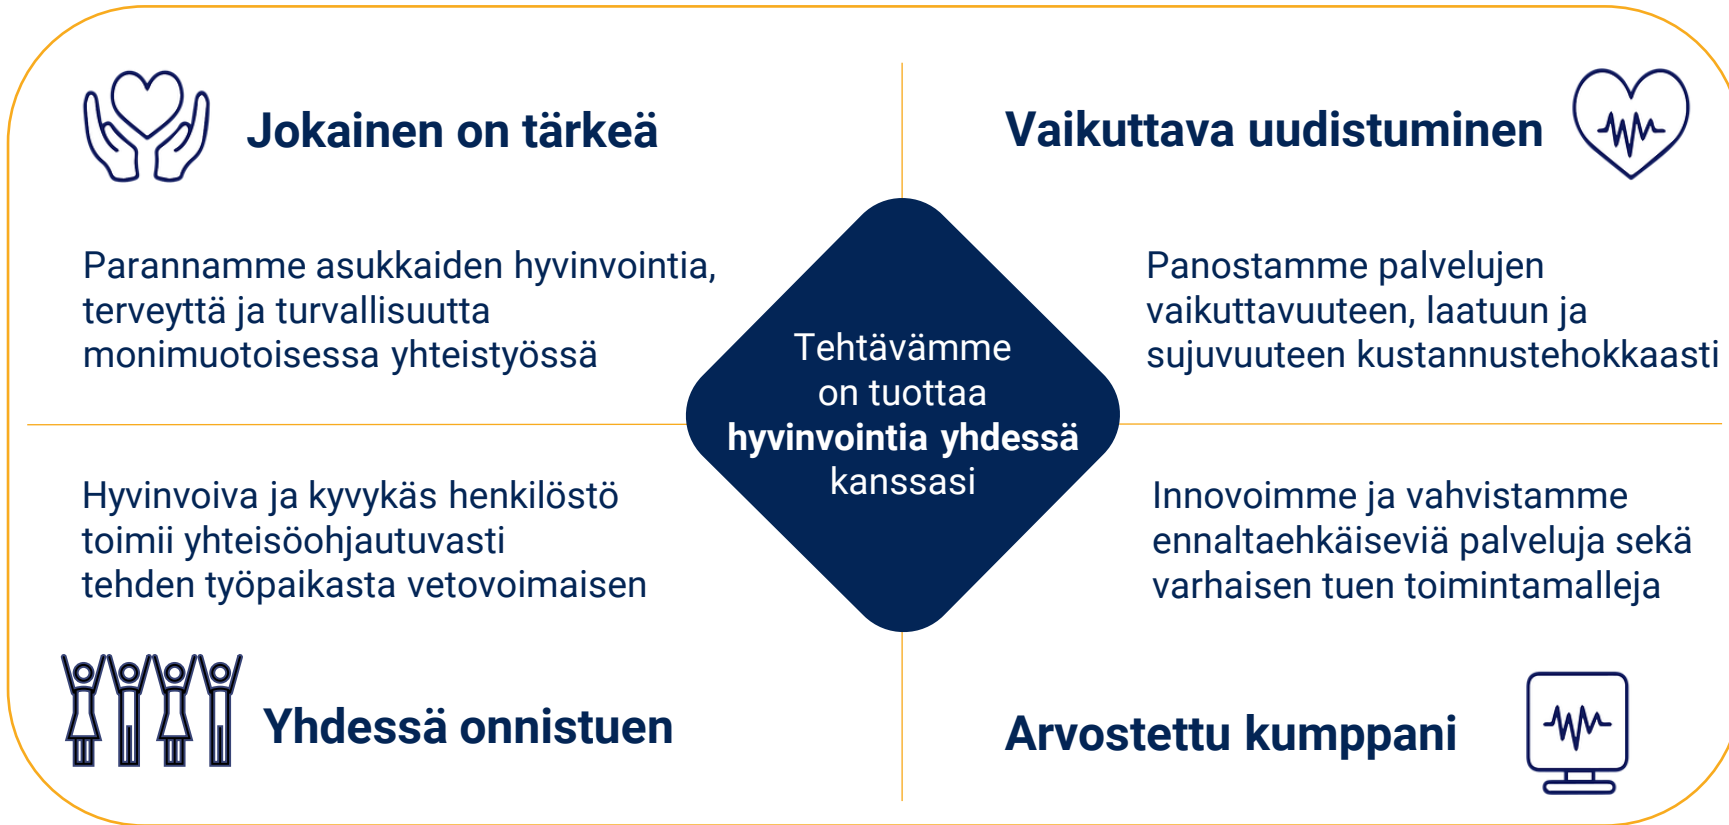 Jokainen on tärkeä
Parannamme asukkaiden hyvinvointia,
terveyttä ja turvallisuutta
monimuotoisessa yhteistyössä
Vaikuttava uudistuminen
Panostamme palvelujen
vaikuttavuuteen, laatuun ja
sujuvuuteen kustannustehokkaasti
Tehtävämme
on tuottaa
hyvinvointia yhdessä
kanssasi
Hyvinvoiva ja kyvykäs henkilöstö
toimii yhteisöohjautuvasti
tehden työpaikasta vetovoimaisen
Yhdessä onnistuen
Innovoimme ja vahvistamme
ennaltaehkäiseviä palveluja sekä
varhaisen tuen toimintamalleja
Arvostettu kumppani